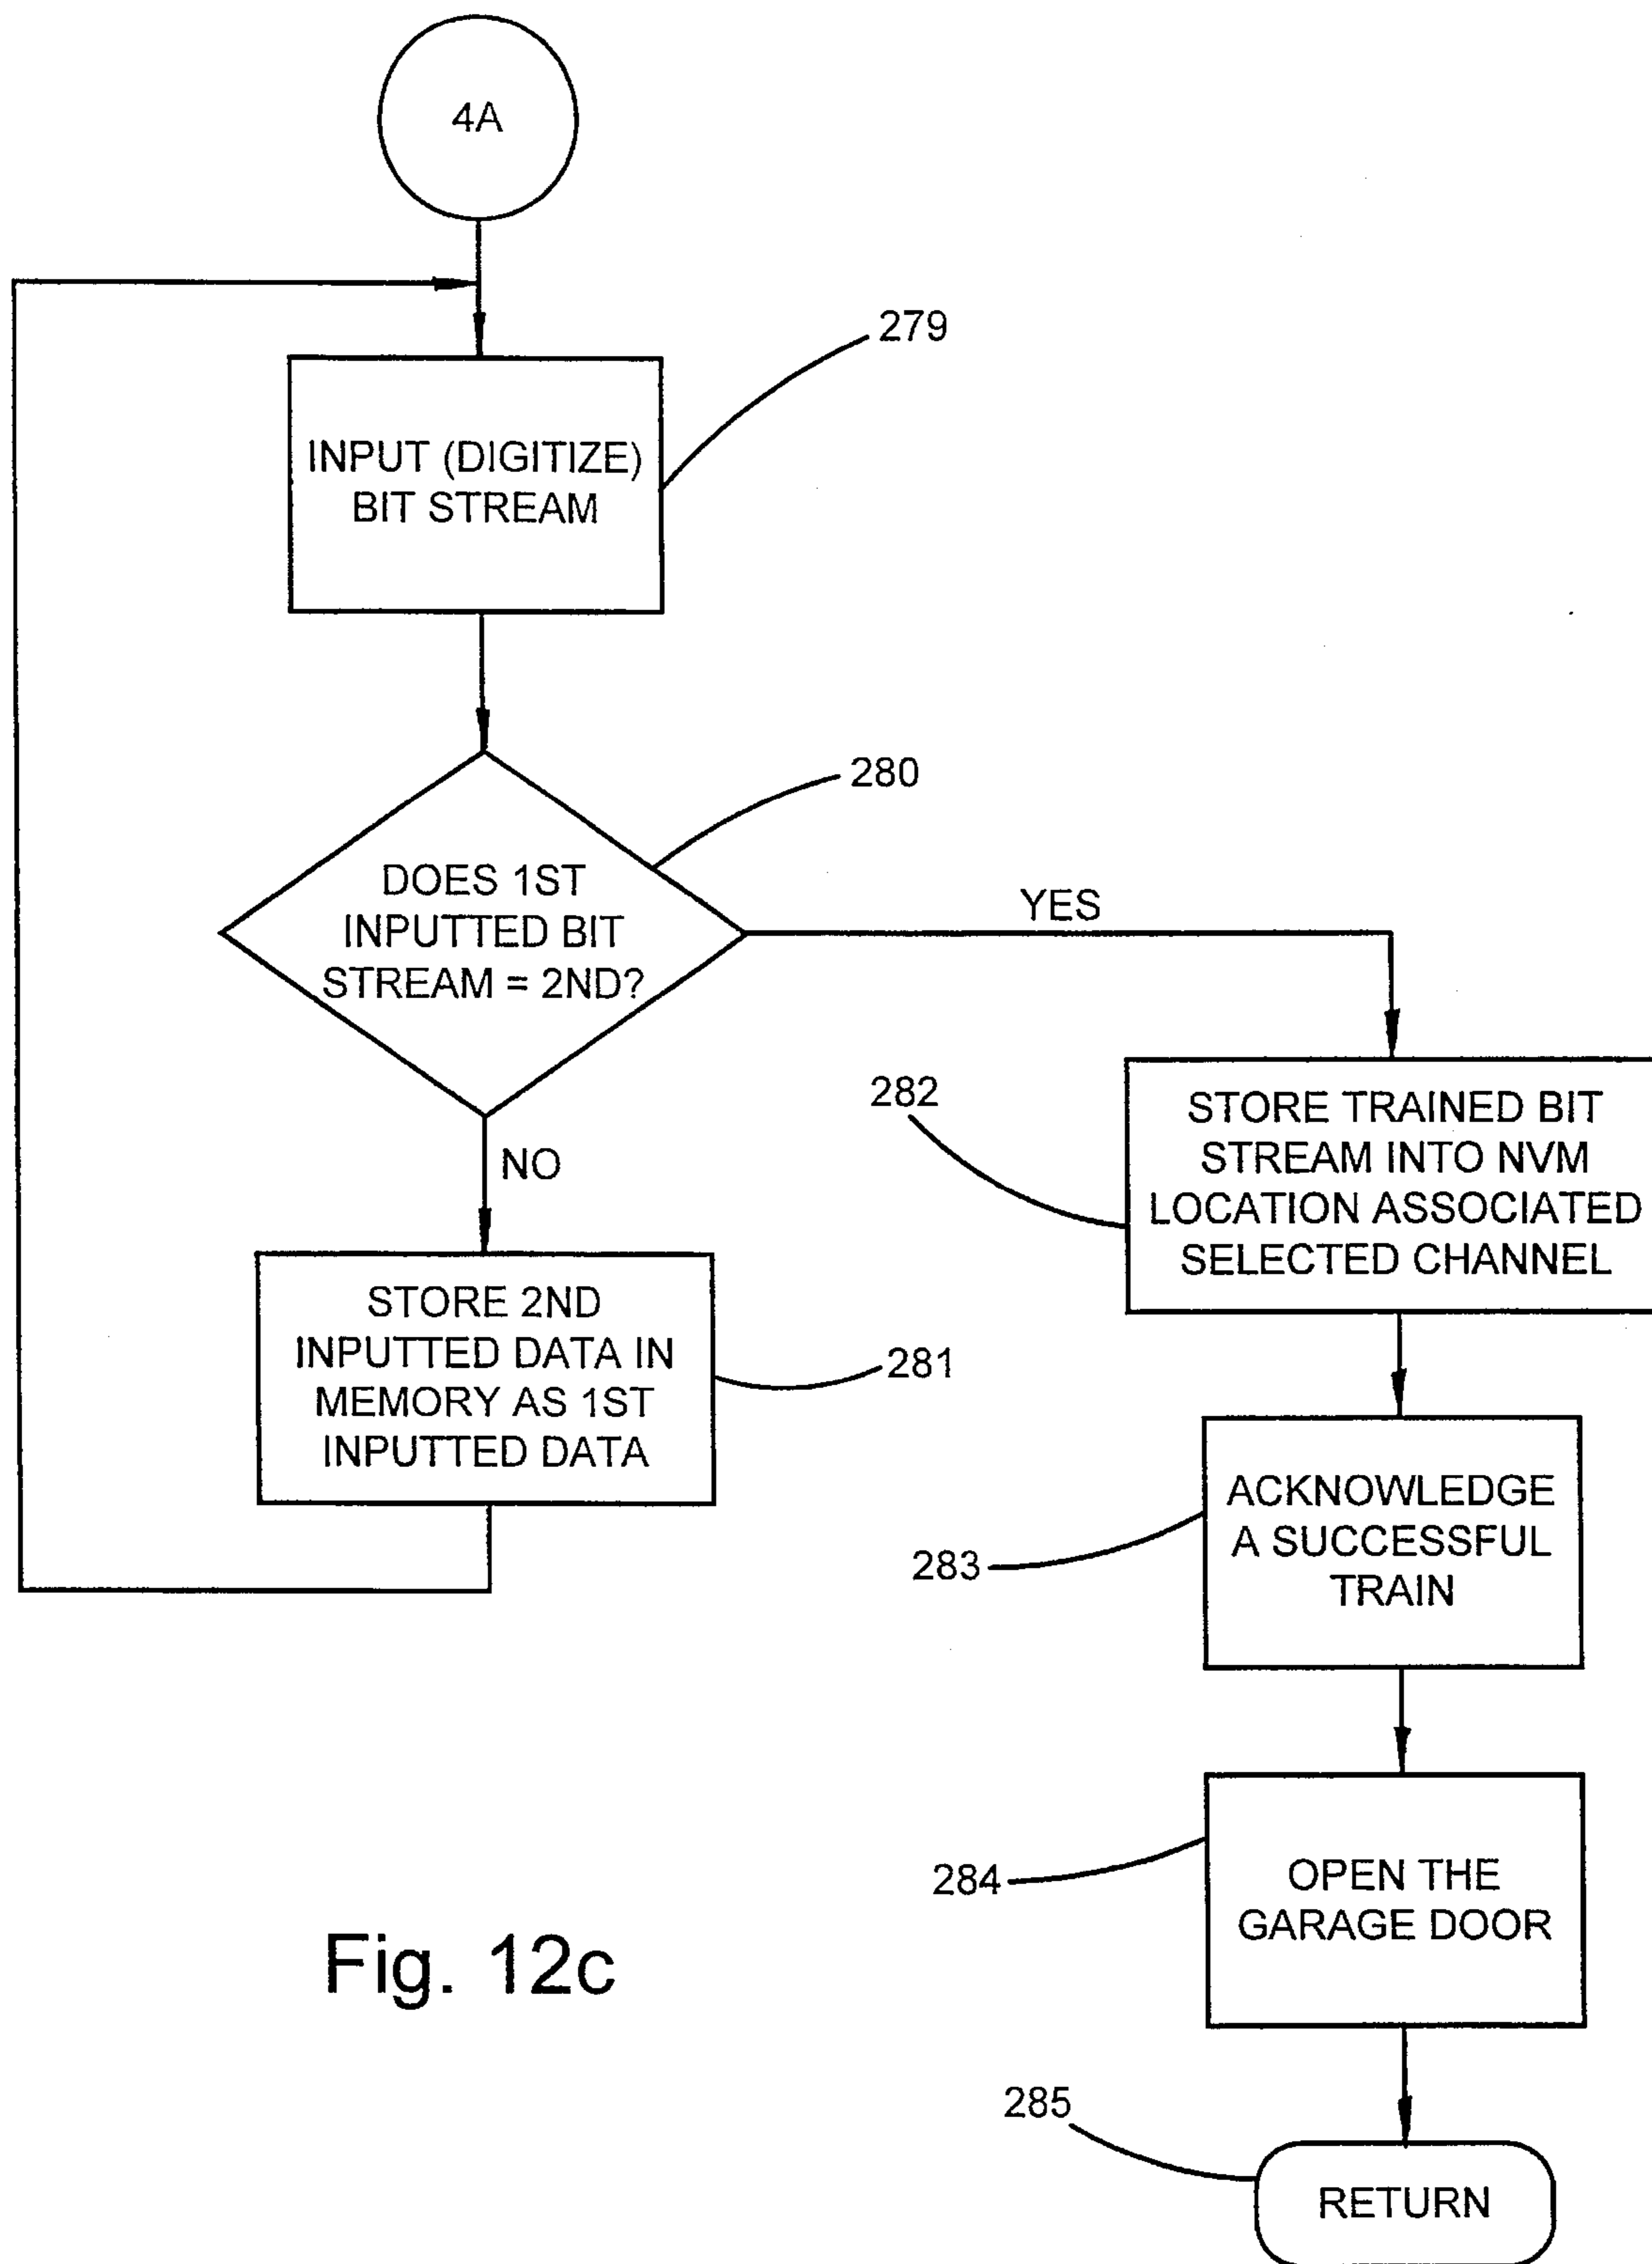 4A
279
INPUT (DIGITIZE)
BIT STREAM
280
DOES 1ST
INPUTTED BIT
STREAM = 2ND?
YES
NO
282
STORE TRAINED BIT
STREAM INTO NVM
LOCATION ASSOCIATED
SELECTED CHANNEL
STORE 2ND
INPUTTED DATA IN
MEMORY AS 1ST
INPUTTED DATA
281
283
ACKNOWLEDGE
A SUCCESSFUL
TRAIN
284
OPEN THE
GARAGE DOOR
Fig. 12c
285
RETURN